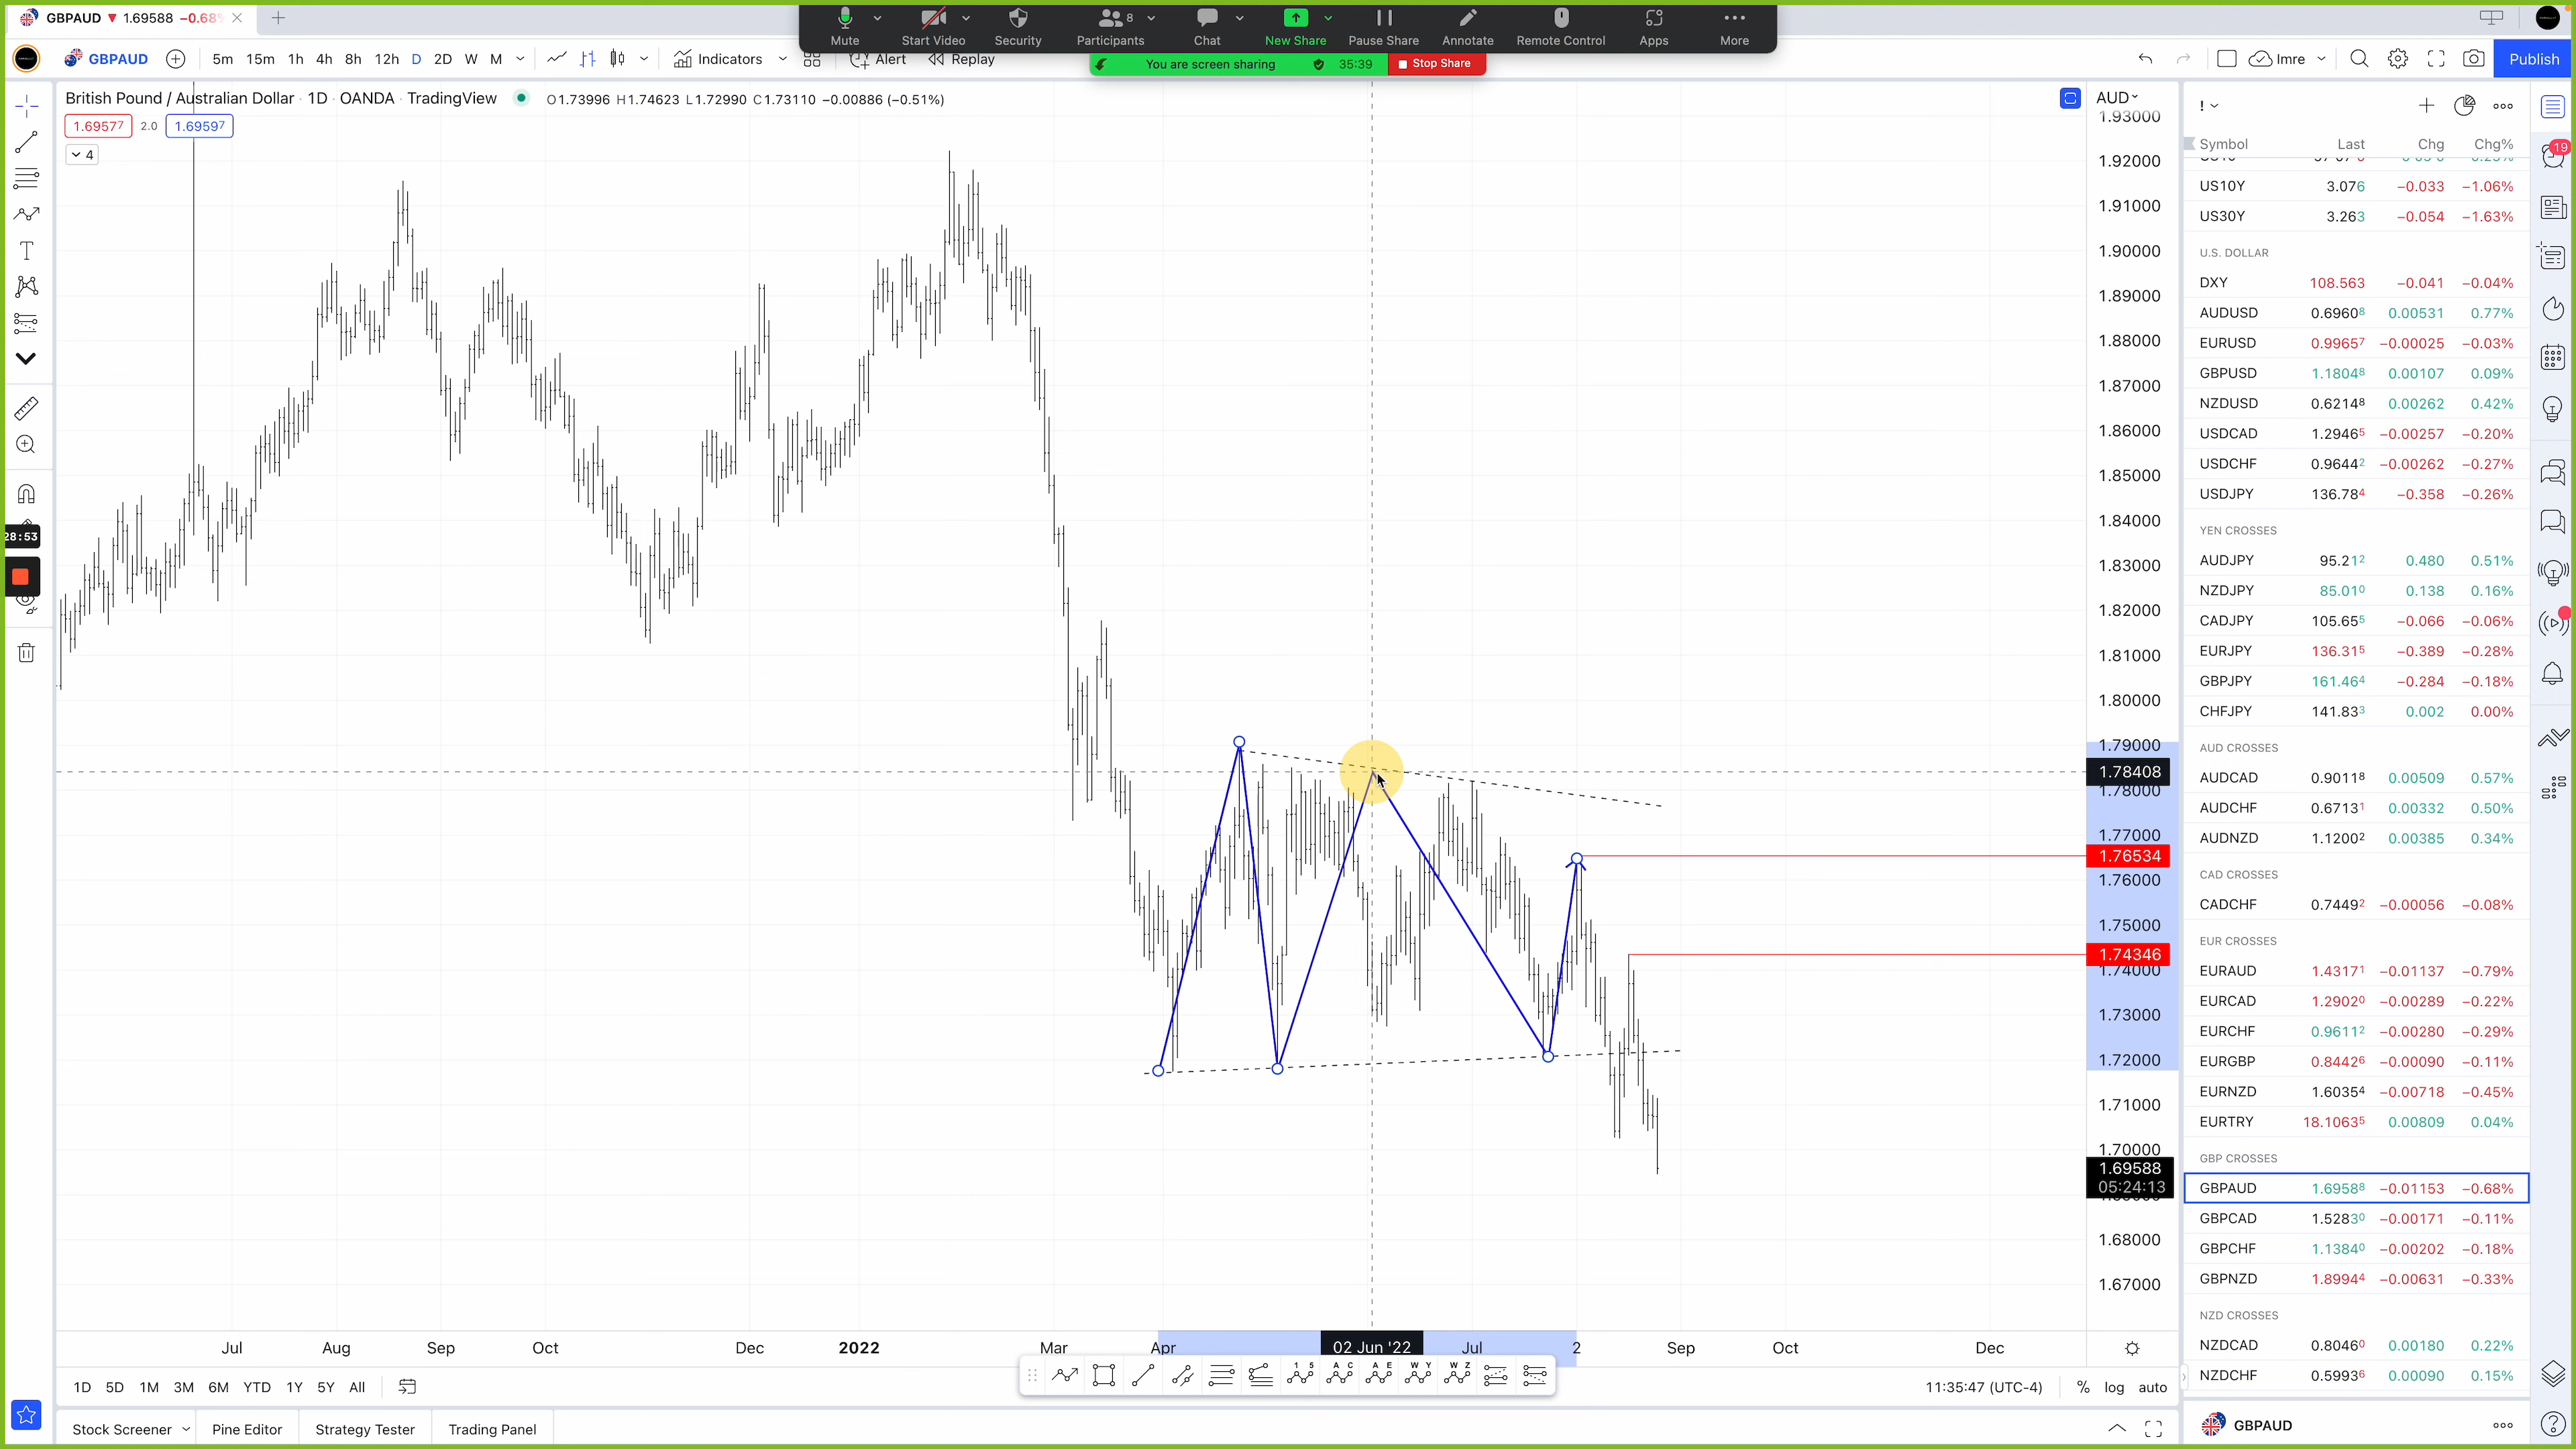 GBPAUD ▼ 1.69588 −0.68
Mute
Start Video
Security
8
Participants
Chat
New Share
Pause Share
Annotate
Remote Control
Apps
More
You are screen sharing 35:39 Stop Share
GBPAUD
5m 15m 1h 4h 8h 12h D 2D W M
Indicators
Alert
Replay
Imre
Publish
British Pound / Australian Dollar · 1D · OANDA · TradingView
O1.73996 H1.74623 L1.72990 C1.73110 −0.00886 (−0.51%)
1.69577 2.0 1.69597
4
28:53
AUD
1.93000
1.92000
1.91000
1.90000
1.89000
1.88000
1.87000
1.86000
1.85000
1.84000
1.83000
1.82000
1.81000
1.80000
1.79000
1.78408
1.78000
1.77000
1.76534
1.76000
1.75000
1.74346
1.74000
1.73000
1.72000
1.71000
1.70000
1.69588
05:24:13
1.68000
1.67000
Jul Aug Sep Oct Dec 2022 Mar Apr 02 Jun '22 Jul 2 Sep Oct Dec
1D 5D 1M 3M 6M YTD 1Y 5Y All
1 5
A C
A E
W Y
W Z
11:35:47 (UTC-4) % log auto
Stock Screener Pine Editor Strategy Tester Trading Panel
!
Symbol Last Chg Chg%
US10Y 3.076 −0.033 −1.06%
US30Y 3.263 −0.054 −1.63%
U.S. DOLLAR
DXY 108.563 −0.041 −0.04%
AUDUSD 0.69608 0.00531 0.77%
EURUSD 0.99657 −0.00025 −0.03%
GBPUSD 1.18048 0.00107 0.09%
NZDUSD 0.62148 0.00262 0.42%
USDCAD 1.29465 −0.00257 −0.20%
USDCHF 0.96442 −0.00262 −0.27%
USDJPY 136.784 −0.358 −0.26%
YEN CROSSES
AUDJPY 95.212 0.480 0.51%
NZDJPY 85.010 0.138 0.16%
CADJPY 105.655 −0.066 −0.06%
EURJPY 136.315 −0.389 −0.28%
GBPJPY 161.464 −0.284 −0.18%
CHFJPY 141.833 0.002 0.00%
AUD CROSSES
AUDCAD 0.90118 0.00509 0.57%
AUDCHF 0.67131 0.00332 0.50%
AUDNZD 1.12002 0.00385 0.34%
CAD CROSSES
CADCHF 0.74492 −0.00056 −0.08%
EUR CROSSES
EURAUD 1.43171 −0.01137 −0.79%
EURCAD 1.29020 −0.00289 −0.22%
EURCHF 0.96112 −0.00280 −0.29%
EURGBP 0.84426 −0.00090 −0.11%
EURNZD 1.60354 −0.00718 −0.45%
EURTRY 18.10635 0.00809 0.04%
GBP CROSSES
GBPAUD 1.69588 −0.01153 −0.68%
GBPCAD 1.52830 −0.00171 −0.11%
GBPCHF 1.13840 −0.00202 −0.18%
GBPNZD 1.89944 −0.00631 −0.33%
NZD CROSSES
NZDCAD 0.80460 0.00180 0.22%
NZDCHF 0.59936 0.00090 0.15%
GBPAUD
19